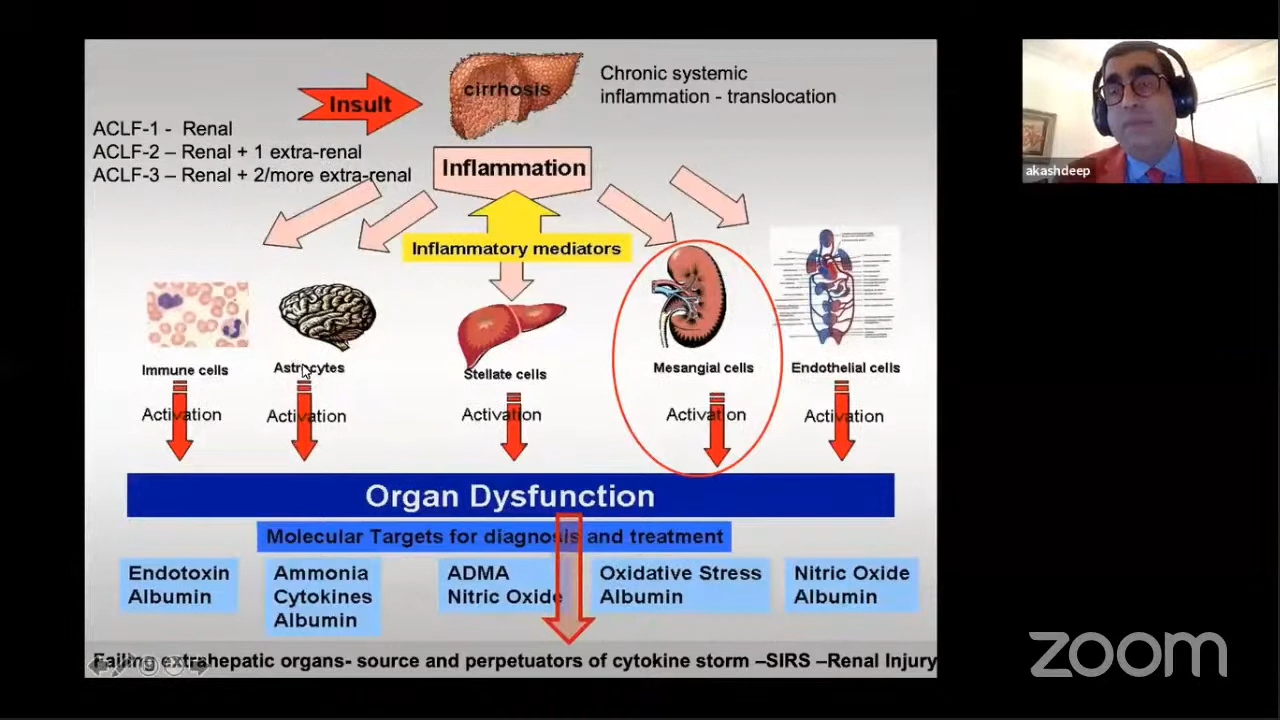 Insult
cirrhosis
Chronic systemic
inflammation - translocation
ACLF-1 - Renal
ACLF-2 – Renal + 1 extra-renal
ACLF-3 – Renal + 2/more extra-renal
Inflammation
Inflammatory mediators
Immune cells
Astrocytes
Stellate cells
Mesangial cells
Endothelial cells
Activation
Activation
Activation
Activation
Activation
Organ Dysfunction
Molecular Targets for diagnosis and treatment
Endotoxin
Albumin
Ammonia
Cytokines
Albumin
ADMA
Nitric Oxide
Oxidative Stress
Albumin
Nitric Oxide
Albumin
Failing extrahepatic organs- source and perpetuators of cytokine storm –SIRS –Renal Injury
akashdeep
zoom